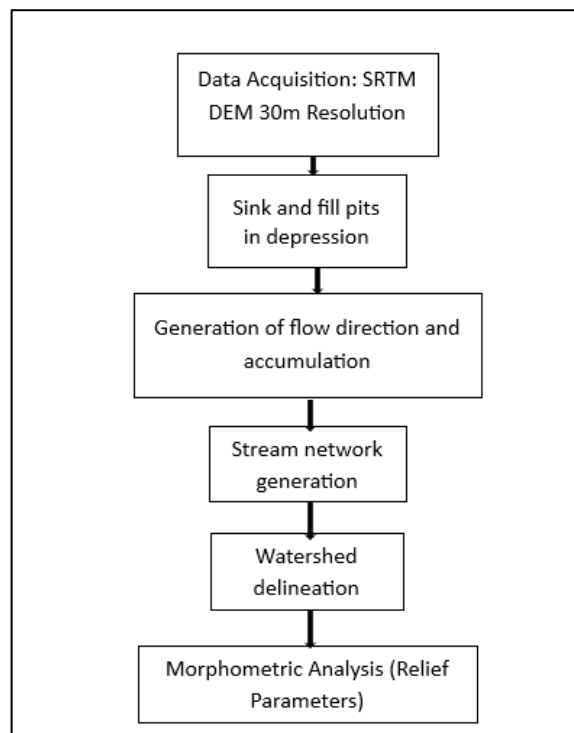 Data Acquisition: SRTM
DEM 30m Resolution
Sink and fill pits
in depression
Generation of flow direction and
accumulation
Stream network
generation
Watershed
delineation
Morphometric Analysis (Relief
Parameters)